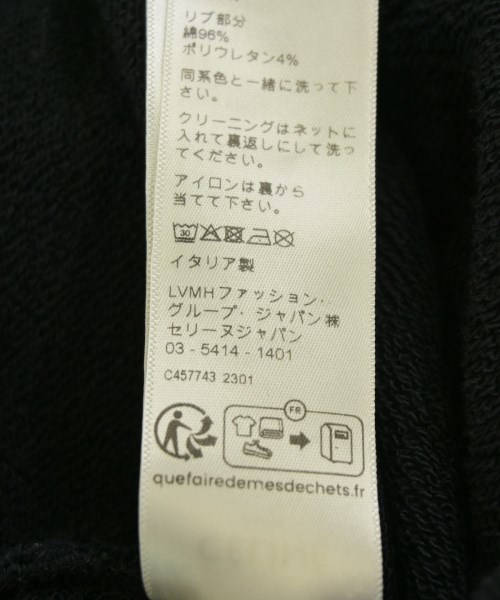 リブ部分
綿96%
ポリウレタン4%
同系色と一緒に洗って下
さい。
クリーニングはネットに
入れて裏返しにして洗っ
てください。
アイロンは裏から
当てて下さい。
30
イタリア製
LVMHファッション・
グループ・ジャパン㈱
セリーヌジャパン
03 - 5414 - 1401
C457743 2301
FR
quefairedemesdechets.fr